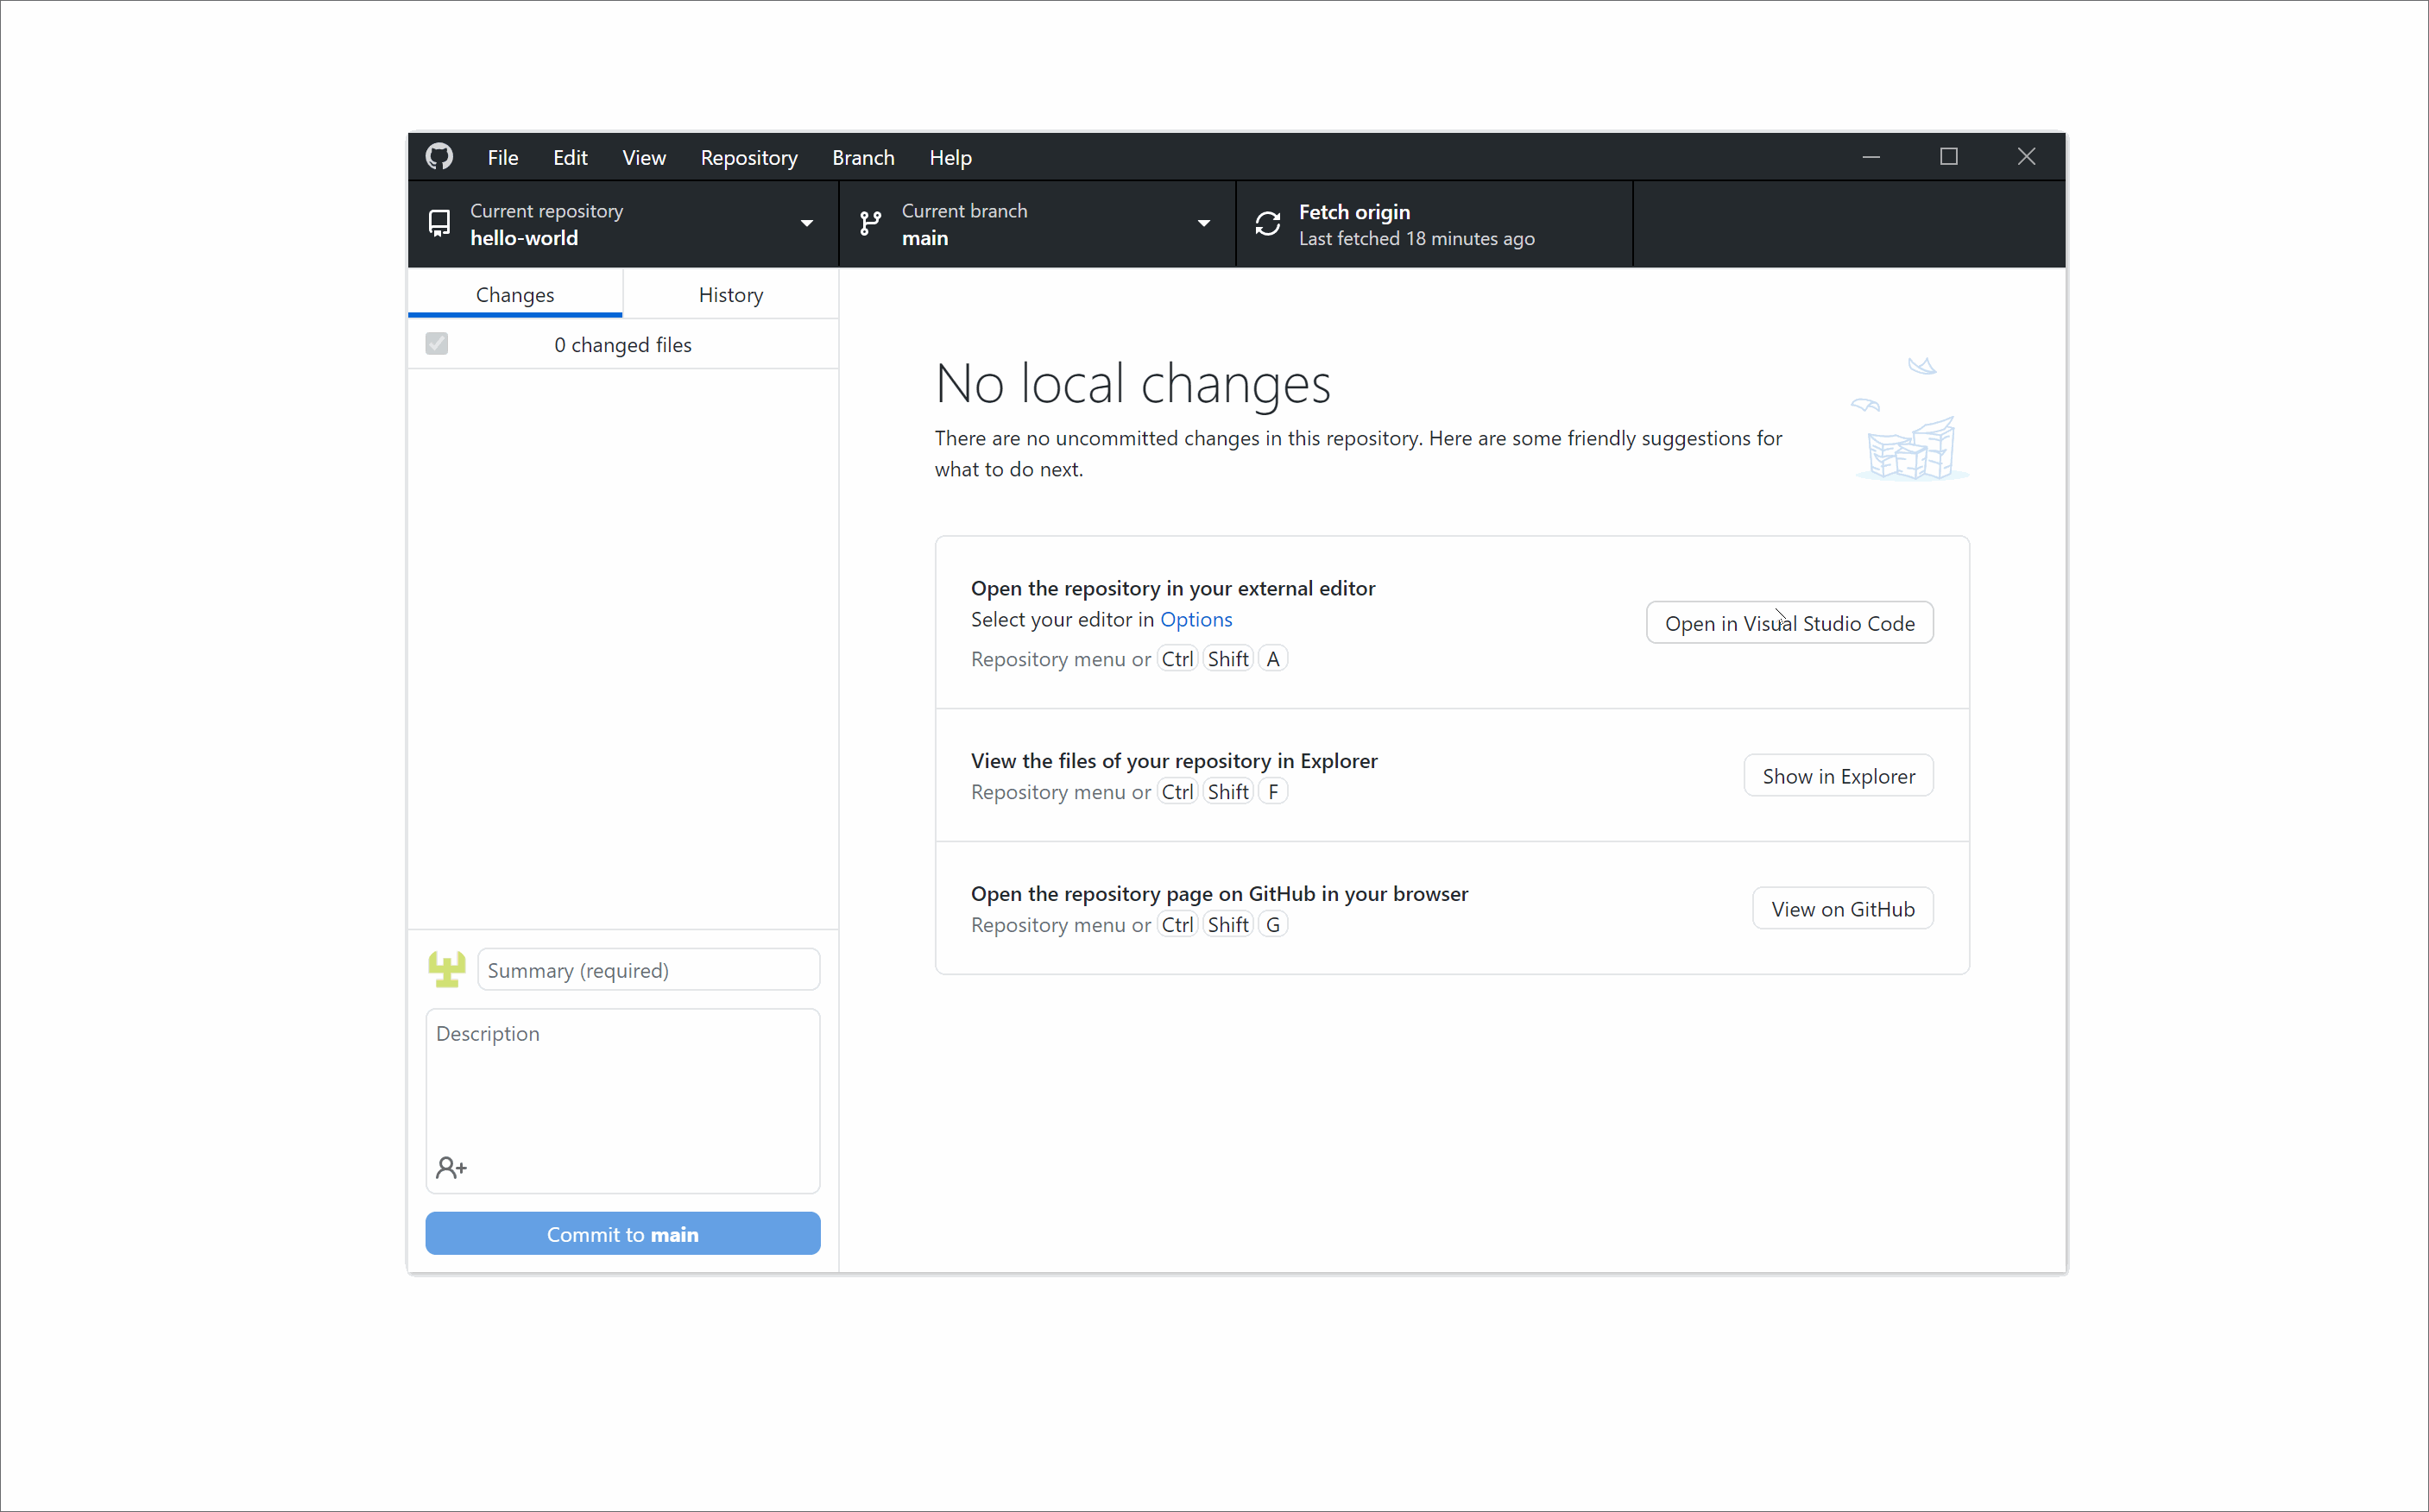 File Edit View Repository Branch Help
Current repository
hello-world
Current branch
main
Fetch origin
Last fetched 18 minutes ago
Changes
History
0 changed files
No local changes
There are no uncommitted changes in this repository. Here are some friendly suggestions for
what to do next.
Open the repository in your external editor
Select your editor in Options
Repository menu or Ctrl Shift A
Open in Visual Studio Code
View the files of your repository in Explorer
Repository menu or Ctrl Shift F
Show in Explorer
Open the repository page on GitHub in your browser
Repository menu or Ctrl Shift G
View on GitHub
Summary (required)
Description
Commit to main